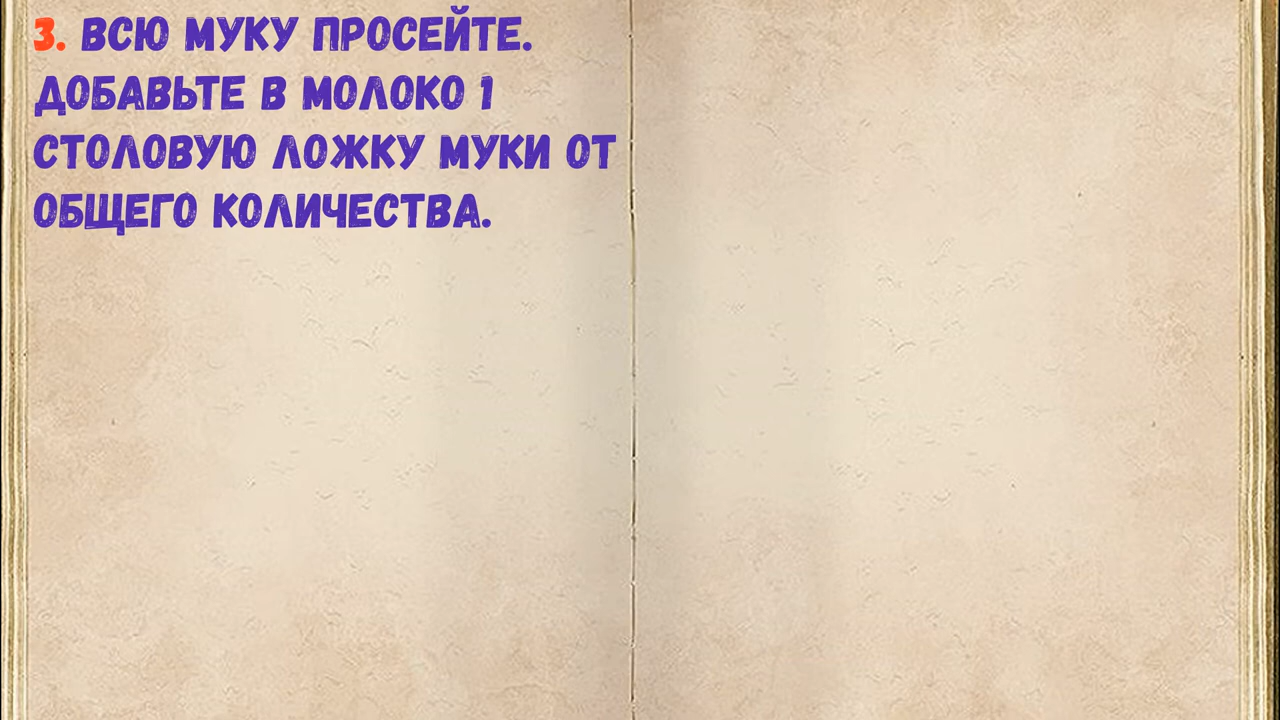 3. ВСЮ МУКУ ПРОСЕЙТЕ.
ДОБАВЬТЕ В МОЛОКО 1
СТОЛОВУЮ ЛОЖКУ МУКИ ОТ
ОБЩЕГО КОЛИЧЕСТВА.